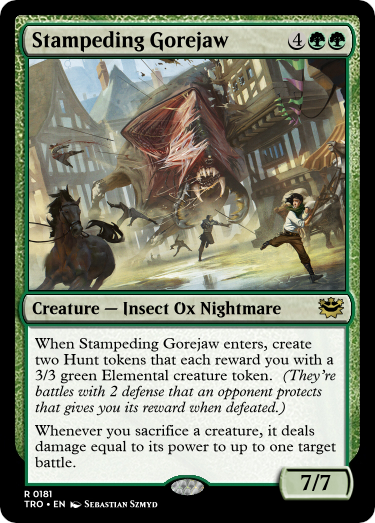 Stampeding Gorejaw 4
Creature — Insect Ox Nightmare
When Stampeding Gorejaw enters, create
two Hunt tokens that each reward you with a
3/3 green Elemental creature token. (They're
battles with 2 defense that an opponent protects
that gives you its reward when defeated.)
Whenever you sacrifice a creature, it deals
damage equal to its power to up to one target
battle.
7/7
R 0181
TRO • EN Sebastian Szmyd